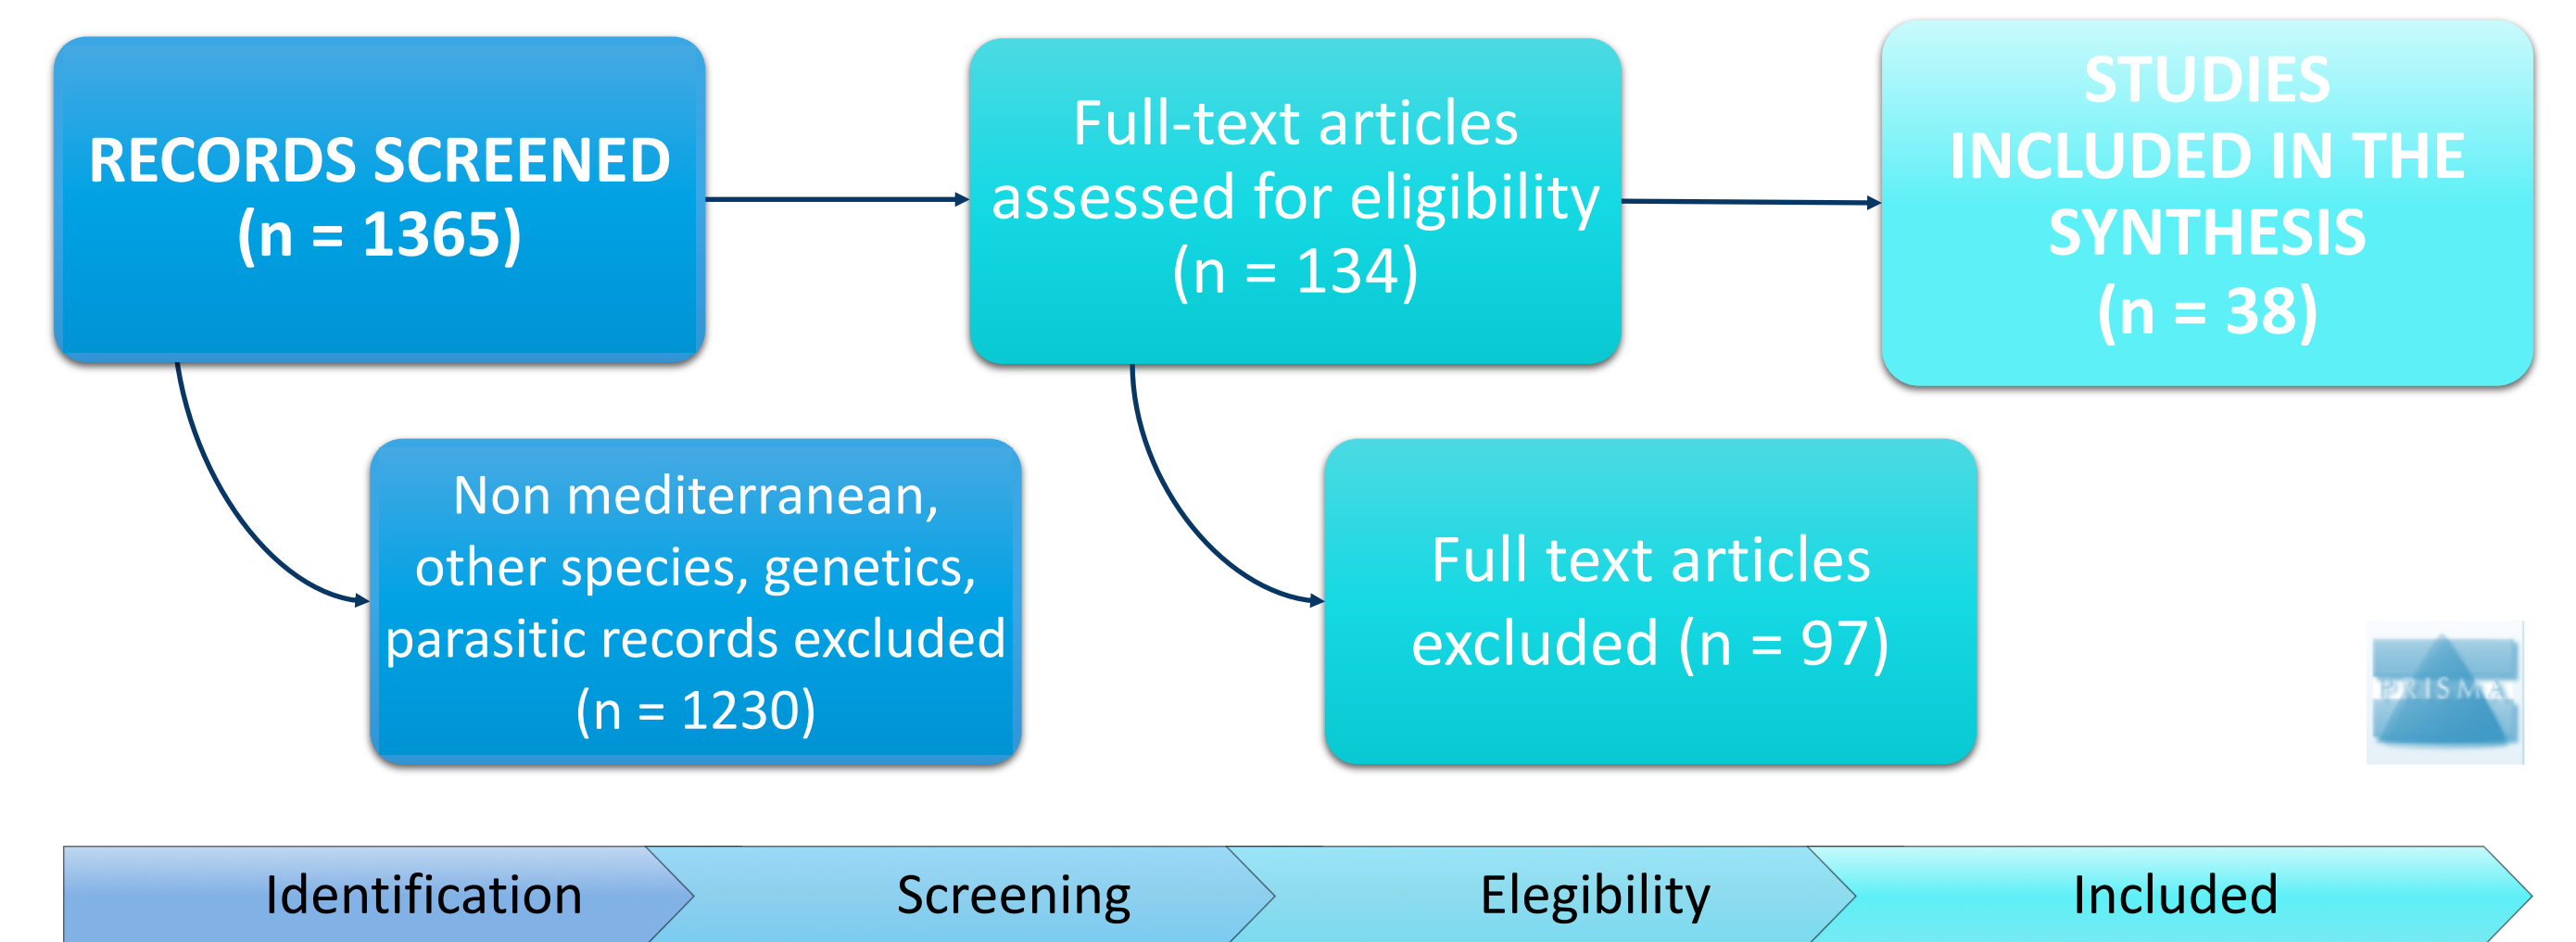 RECORDS SCREENED
(n = 1365)
Full-text articles
assessed for eligibility
(n = 134)
STUDIES
INCLUDED IN THE
SYNTHESIS
(n = 38)
Non mediterranean,
other species, genetics,
parasitic records excluded
(n = 1230)
Full text articles
excluded (n = 97)
PRISMA
Identification
Screening
Elegibility
Included